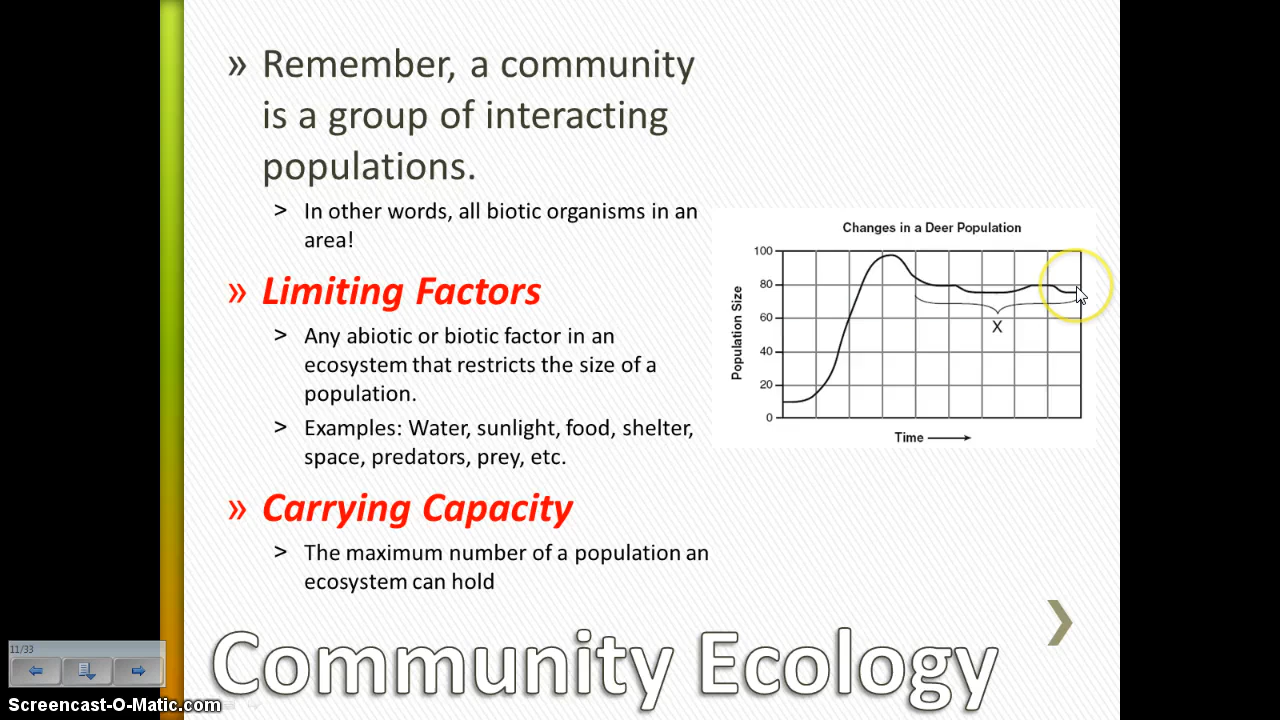 » Remember, a community
is a group of interacting
populations.
> In other words, all biotic organisms in an
area!
» Limiting Factors
> Any abiotic or biotic factor in an
ecosystem that restricts the size of a
population.
> Examples: Water, sunlight, food, shelter,
space, predators, prey, etc.
» Carrying Capacity
> The maximum number of a population an
ecosystem can hold
Changes in a Deer Population
Population Size
100
80
60
40
20
0
X
Time
Community Ecology
11/33
Screencast-O-Matic.com